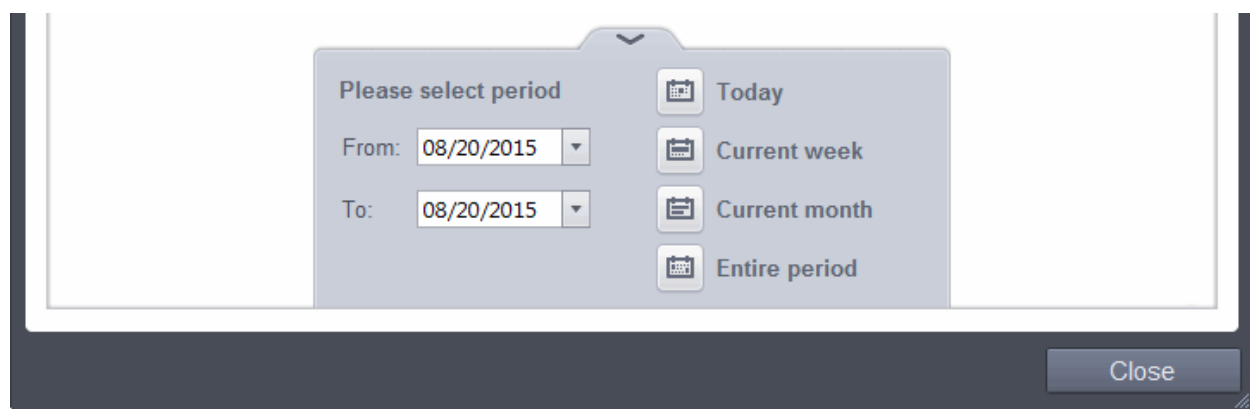 Please select period
From: 08/20/2015
To: 08/20/2015
Today
Current week
Current month
Entire period
Close